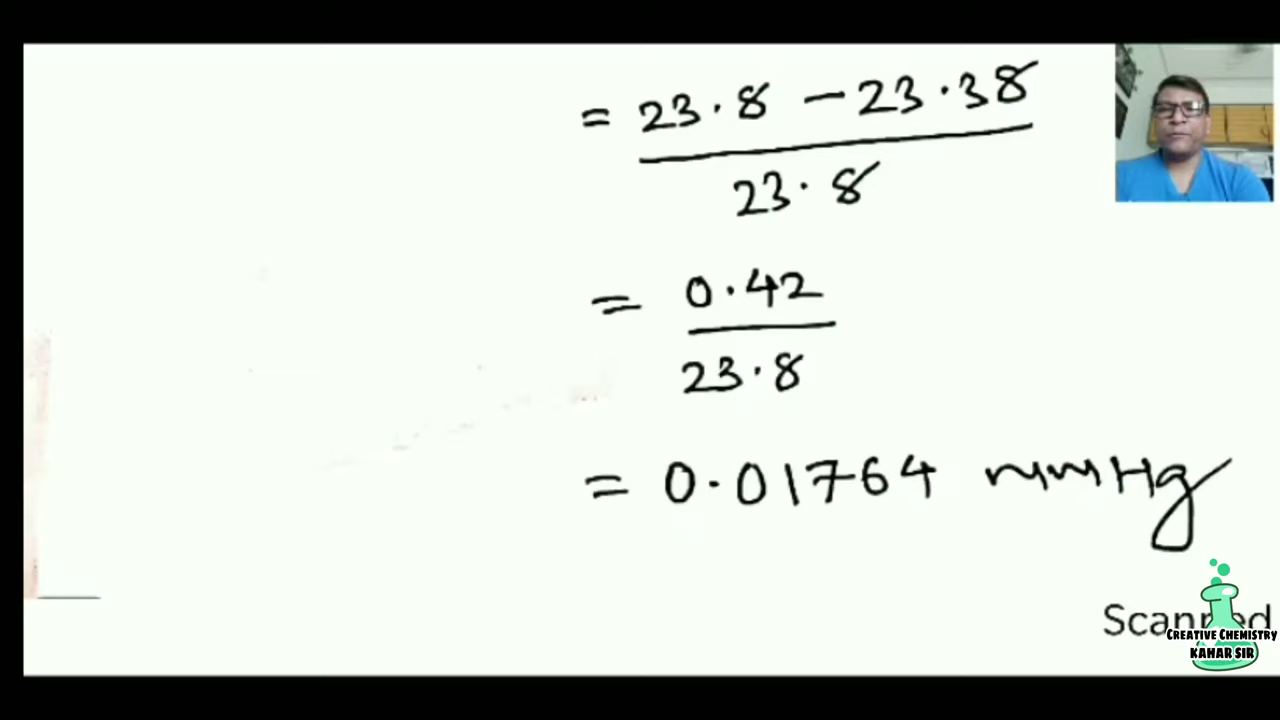 = 23.8 - 23.38
23.8
= 0.42
23.8
= 0.01764 mmHg
Scanned
CREATIVE CHEMISTRY
KAHAR SIR